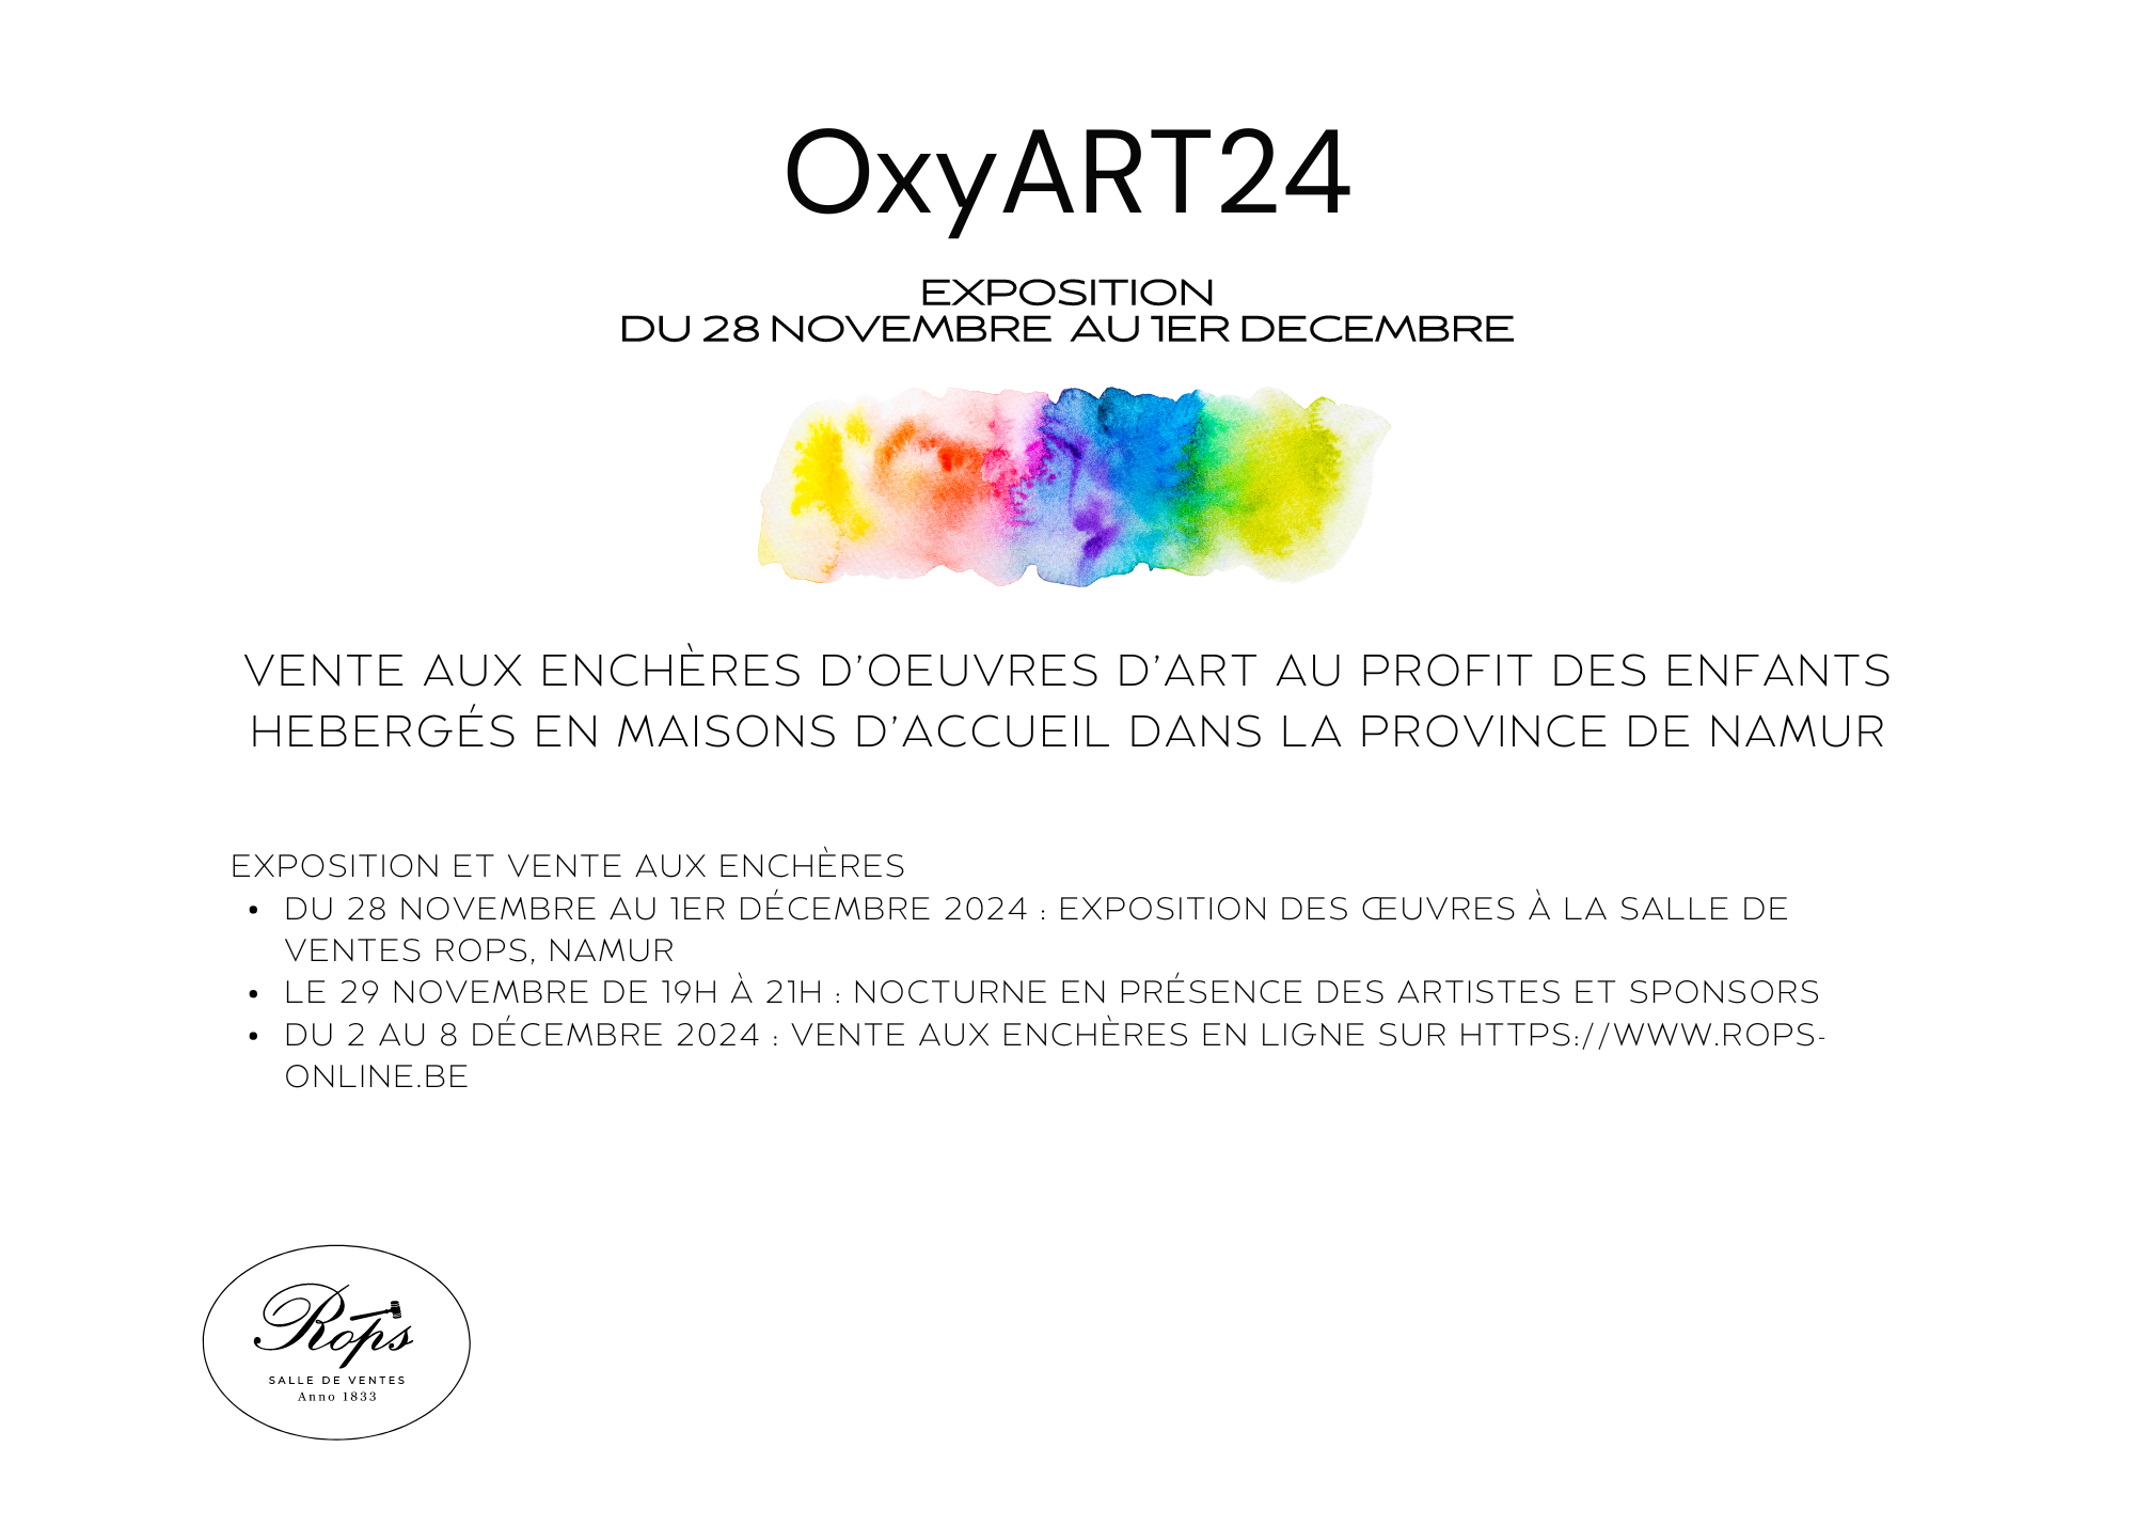 OxyART24
EXPOSITION
DU 28 NOVEMBRE AU 1ER DECEMBRE
VENTE AUX ENCHÈRES D'OEUVRES D'ART AU PROFIT DES ENFANTS
HEBERGÉS EN MAISONS D'ACCUEIL DANS LA PROVINCE DE NAMUR
EXPOSITION ET VENTE AUX ENCHÈRES
• DU 28 NOVEMBRE AU 1ER DÉCEMBRE 2024 : EXPOSITION DES ŒUVRES À LA SALLE DE
VENTES ROPS, NAMUR
• LE 29 NOVEMBRE DE 19H À 21H : NOCTURNE EN PRÉSENCE DES ARTISTES ET SPONSORS
• DU 2 AU 8 DÉCEMBRE 2024 : VENTE AUX ENCHÈRES EN LIGNE SUR HTTPS://WWW.ROPS-
ONLINE.BE
Rops
SALLE DE VENTES
Anno 1833